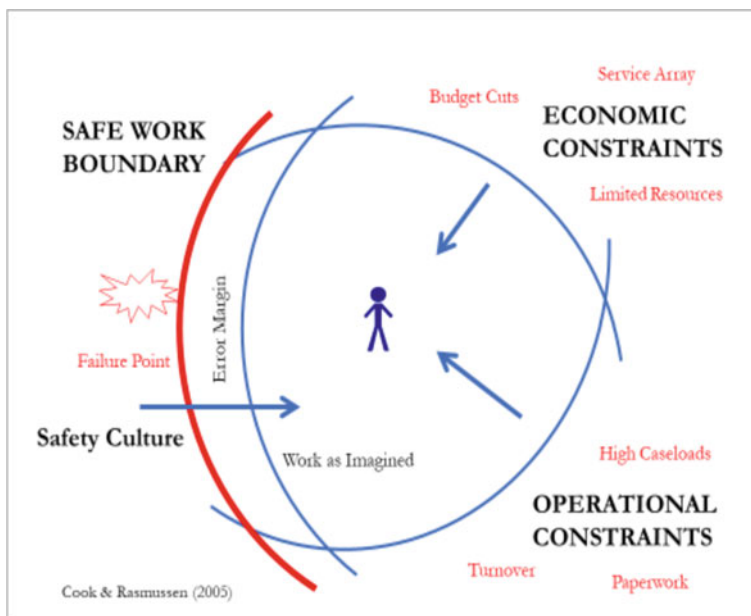 Service Array
Budget Cuts
ECONOMIC
CONSTRAINTS
SAFE WORK
BOUNDARY
Limited Resources
Error Margin
Failure Point
Safety Culture
Work as Imagined
High Caseloads
OPERATIONAL
CONSTRAINTS
Turnover
Paperwork
Cook & Rasmussen (2005)